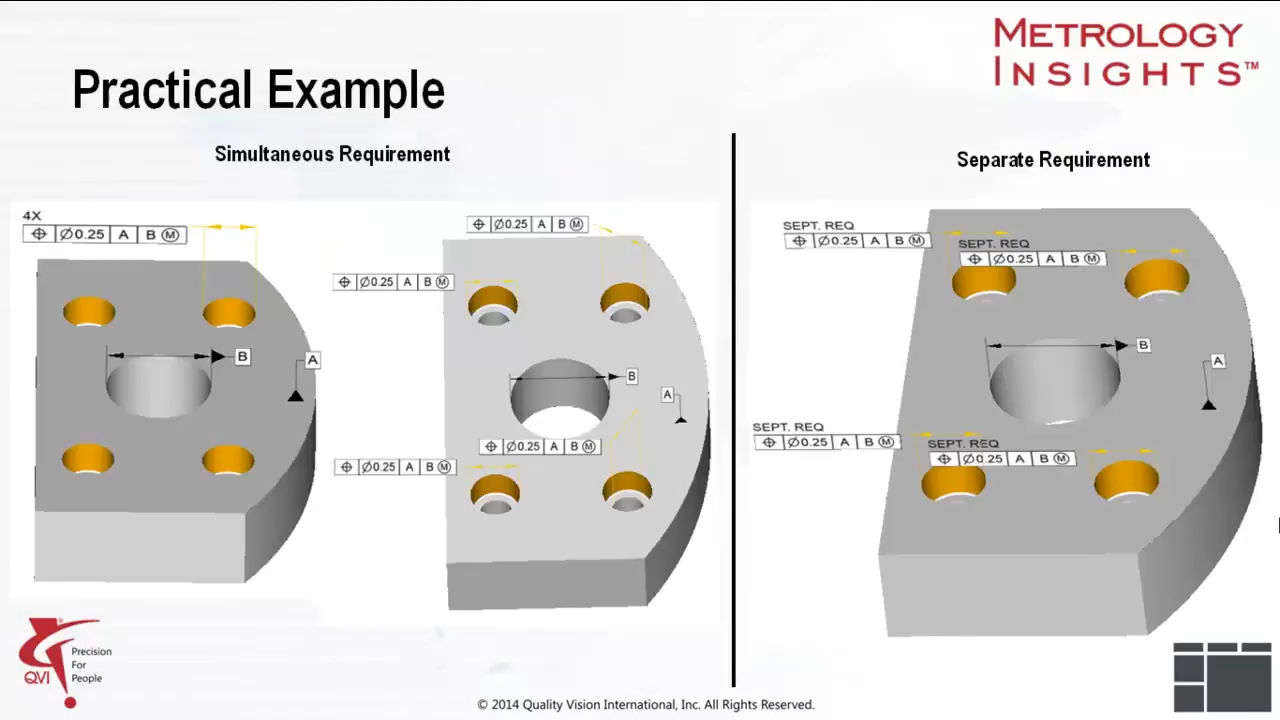 METROLOGY
INSIGHTS™
Practical Example
Simultaneous Requirement
Separate Requirement
4X
⌖ Ø0.25 A B Ⓜ
B
A
⌖ Ø0.25 A B Ⓜ
⌖ Ø0.25 A B Ⓜ
B
A
⌖ Ø0.25 A B Ⓜ
⌖ Ø0.25 A B Ⓜ
SEPT. REQ
⌖ Ø0.25 A B Ⓜ
SEPT. REQ
⌖ Ø0.25 A B Ⓜ
B
A
SEPT. REQ
⌖ Ø0.25 A B Ⓜ
SEPT. REQ
⌖ Ø0.25 A B Ⓜ
QVI
Precision
For
People
© 2014 Quality Vision International, Inc. All Rights Reserved.